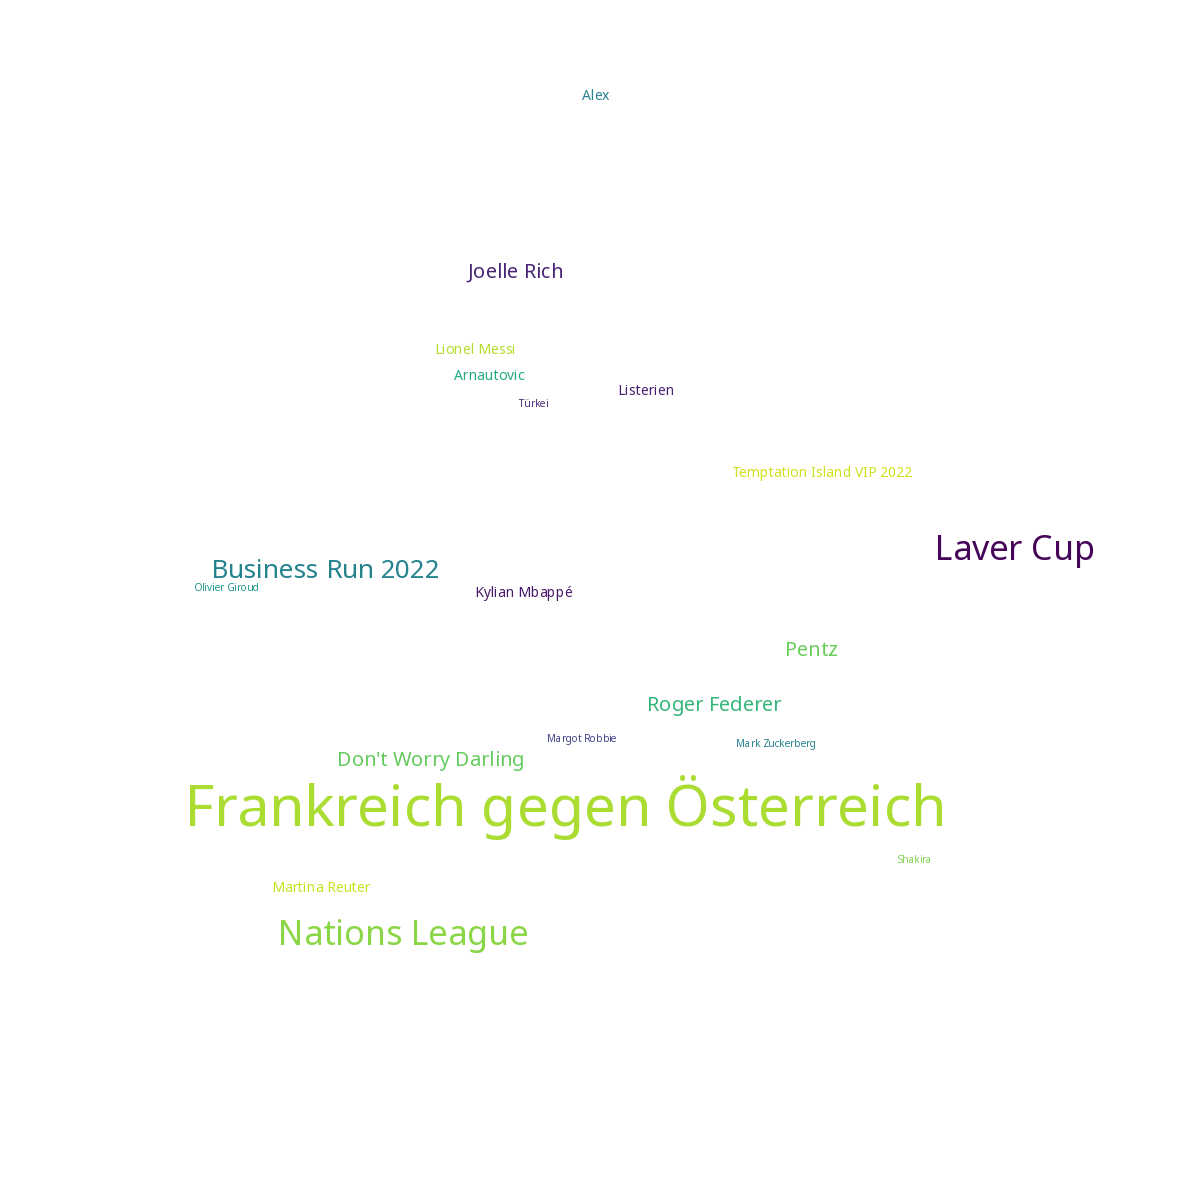 Alex
Joelle Rich
Lionel Messi
Arnautovic
Listerien
Türkei
Temptation Island VIP 2022
Laver Cup
Business Run 2022
Olivier Giroud
Kylian Mbappé
Pentz
Roger Federer
Margot Robbie
Mark Zuckerberg
Don't Worry Darling
Frankreich gegen Österreich
Shakira
Martina Reuter
Nations League